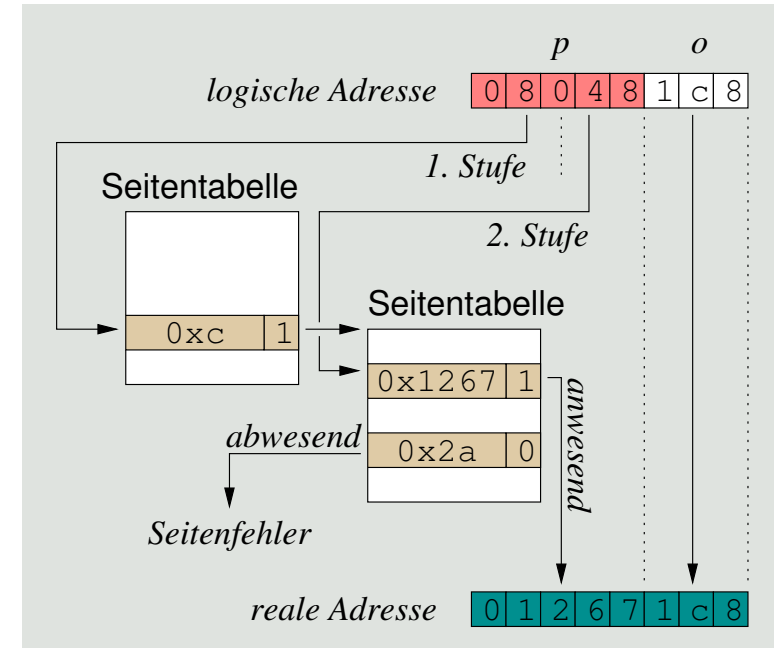 p o
logische Adresse 0 8 0 4 8 1 c 8
1. Stufe
Seitentabelle
2. Stufe
Seitentabelle
0xc 1
0x1267 1
anwesend
abwesend
0x2a 0
Seitenfehler
reale Adresse 0 1 2 6 7 1 c 8